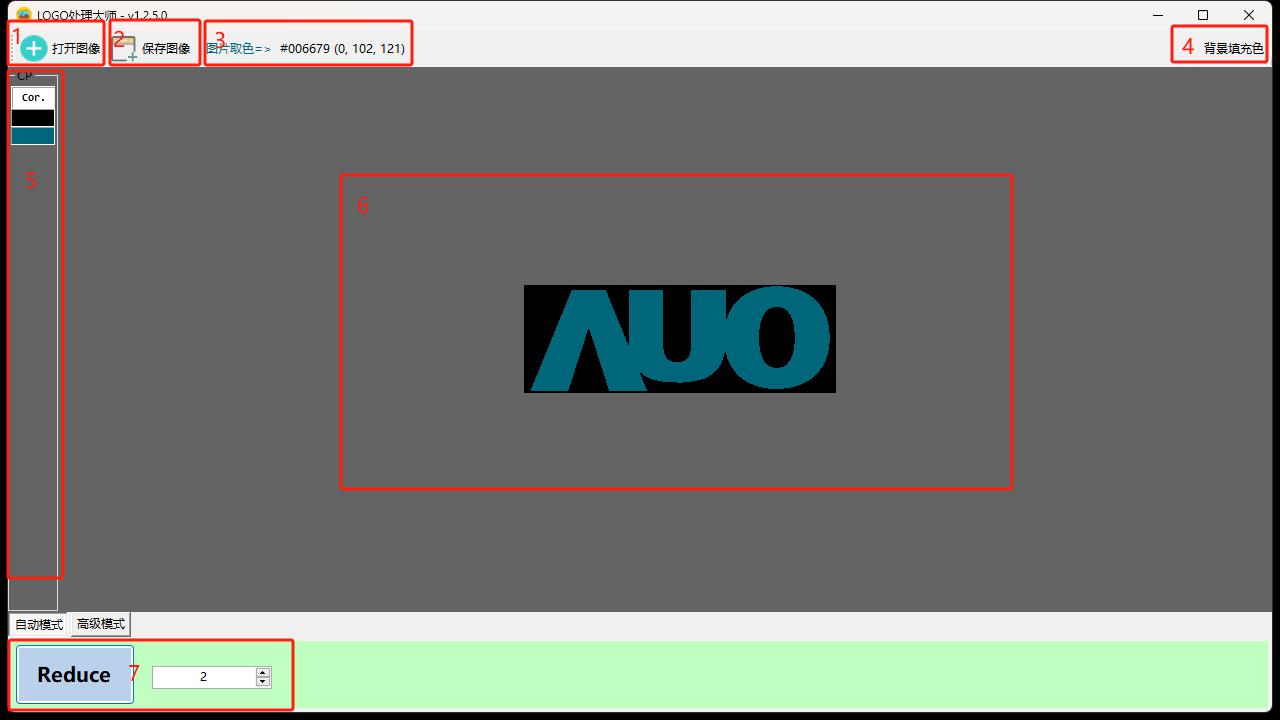 LOGO处理大师 - v1.2.5.0
1 打开图像 2 保存图像 3 图片取色=> #006679 (0, 102, 121) 4 背景填充色
CP
Cor.
5
6
AUO
自动模式 高级模式
Reduce 7 2